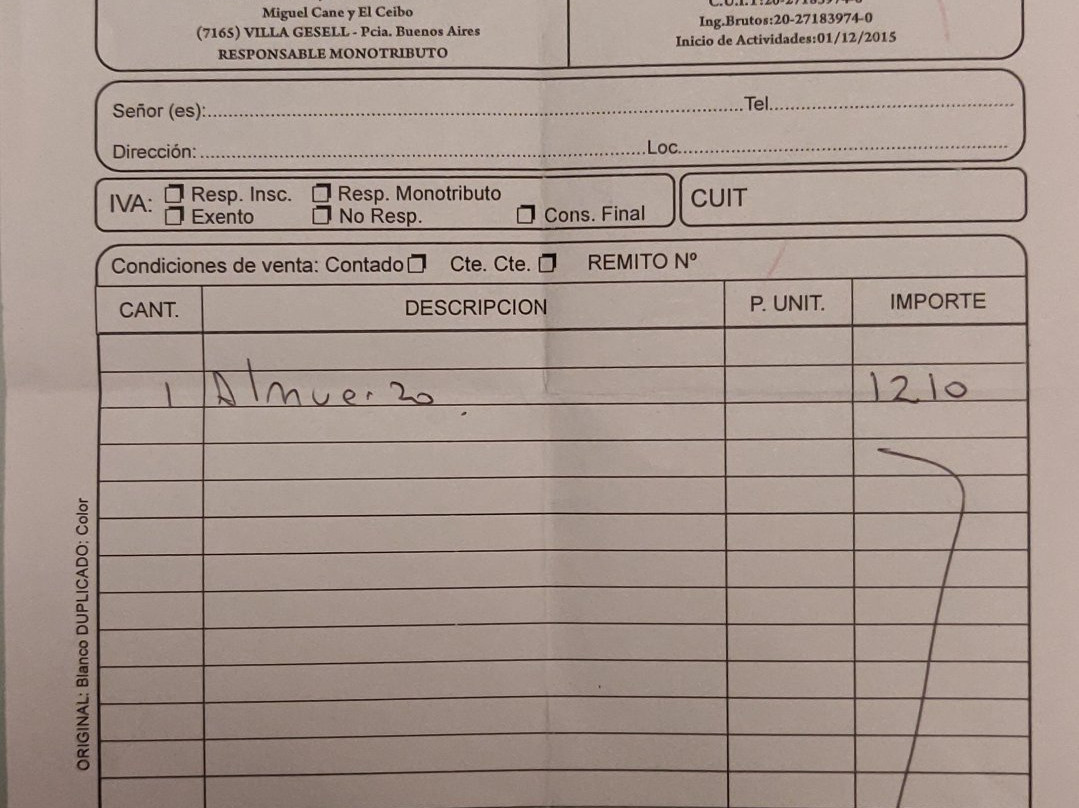 Miguel Cane y El Ceibo
(7165) VILLA GESELL - Pcia. Buenos Aires
RESPONSABLE MONOTRIBUTO
C.U.I.T:20-27183974-0
Ing.Brutos:20-27183974-0
Inicio de Actividades:01/12/2015
Señor (es):..........Tel..........
Dirección:..........Loc..........
IVA: Resp. Insc. Resp. Monotributo
Exento No Resp. Cons. Final
CUIT
Condiciones de venta: Contado Cte. Cte. REMITO Nº
CANT. DESCRIPCION P. UNIT. IMPORTE
1 Almuerzo. 1210
ORIGINAL: Blanco DUPLICADO: Color